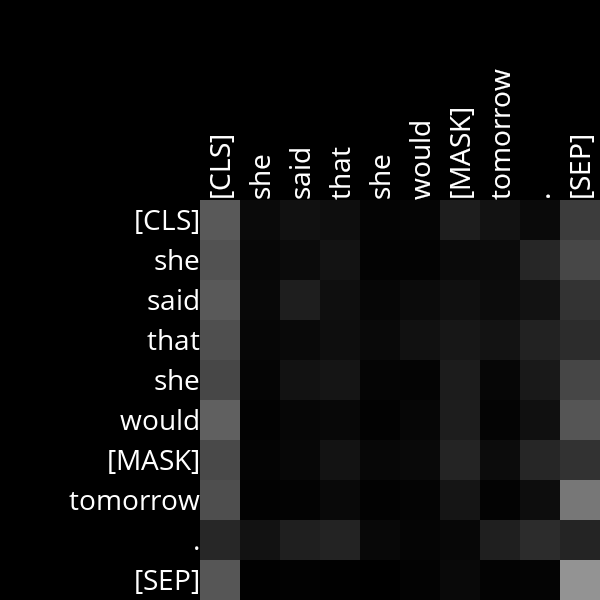 [CLS] she said that she would [MASK] tomorrow . [SEP]
[CLS]
she
said
that
she
would
[MASK]
tomorrow
.
[SEP]